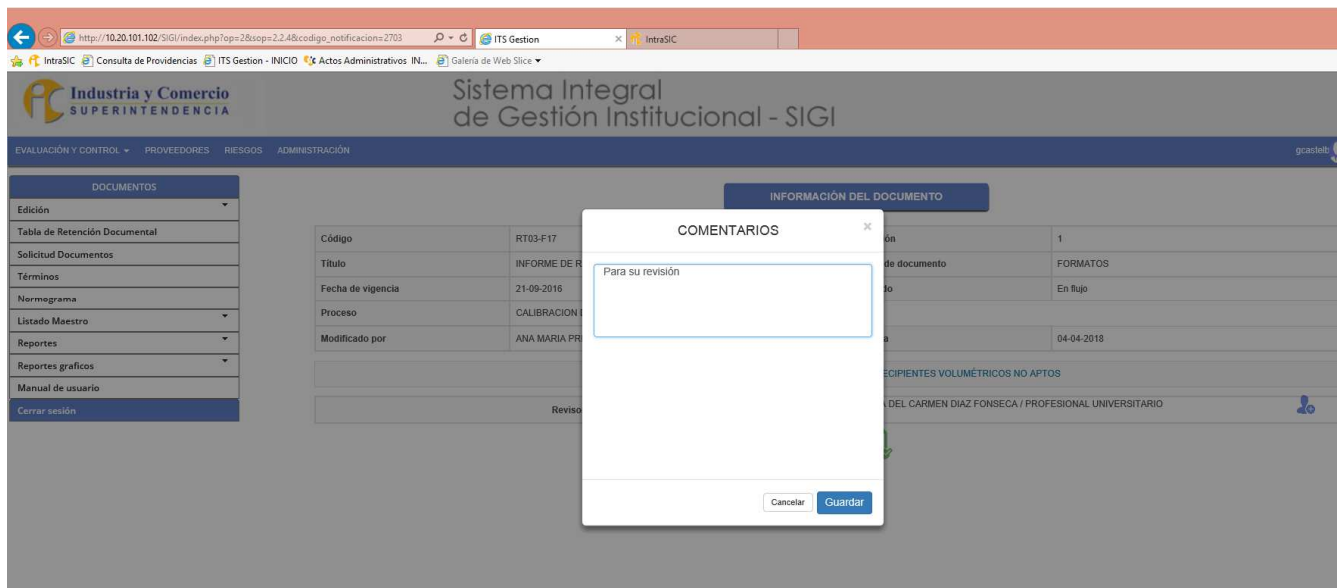 http://10.20.101.102/SIGI/index.php?op=2&sop=2.2.4&codigo_notificacion=2703
ITS Gestion
IntraSIC
IntraSIC Consulta de Providencias ITS Gestion - INICIO Actos Administrativos IN... Galería de Web Slice
Industria y Comercio
SUPERINTENDENCIA
Sistema Integral
de Gestión Institucional - SIGI
EVALUACIÓN Y CONTROL PROVEEDORES RIESGOS ADMINISTRACIÓN
gcastelb
DOCUMENTOS
Edición
Tabla de Retención Documental
Solicitud Documentos
Términos
Normograma
Listado Maestro
Reportes
Reportes graficos
Manual de usuario
Cerrar sesión
INFORMACIÓN DEL DOCUMENTO
Código RT03-F17 ón 1
Título INFORME DE R de documento FORMATOS
Fecha de vigencia 21-09-2016 do En flujo
Proceso CALIBRACION
Modificado por ANA MARIA PR a 04-04-2018
ECIPIENTES VOLUMÉTRICOS NO APTOS
Reviso DEL CARMEN DIAZ FONSECA / PROFESIONAL UNIVERSITARIO
COMENTARIOS
×
Para su revisión
Cancelar Guardar